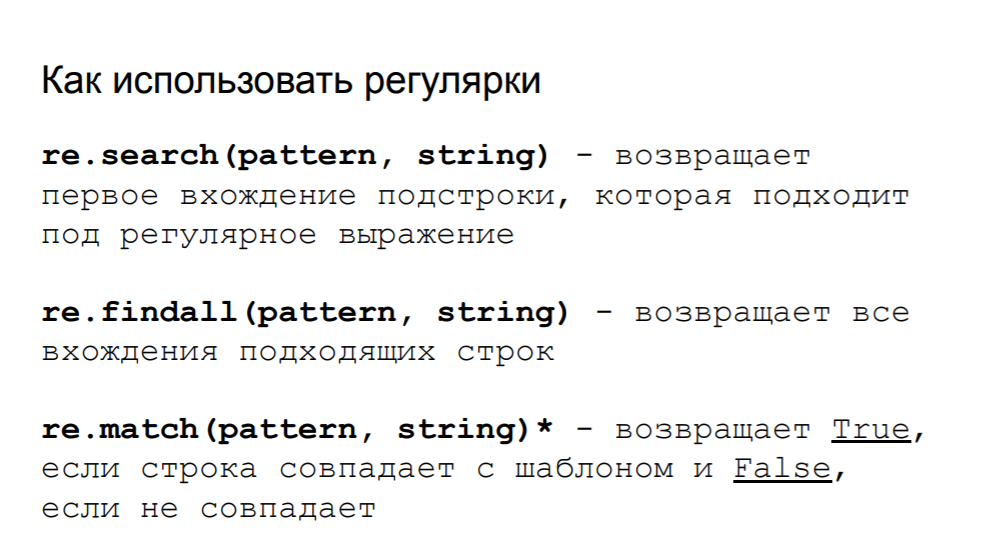 Как использовать регулярки
re.search(pattern, string) - возвращает
первое вхождение подстроки, которая подходит
под регулярное выражение
re.findall(pattern, string) - возвращает все
вхождения подходящих строк
re.match(pattern, string)* - возвращает True,
если строка совпадает с шаблоном и False,
если не совпадает